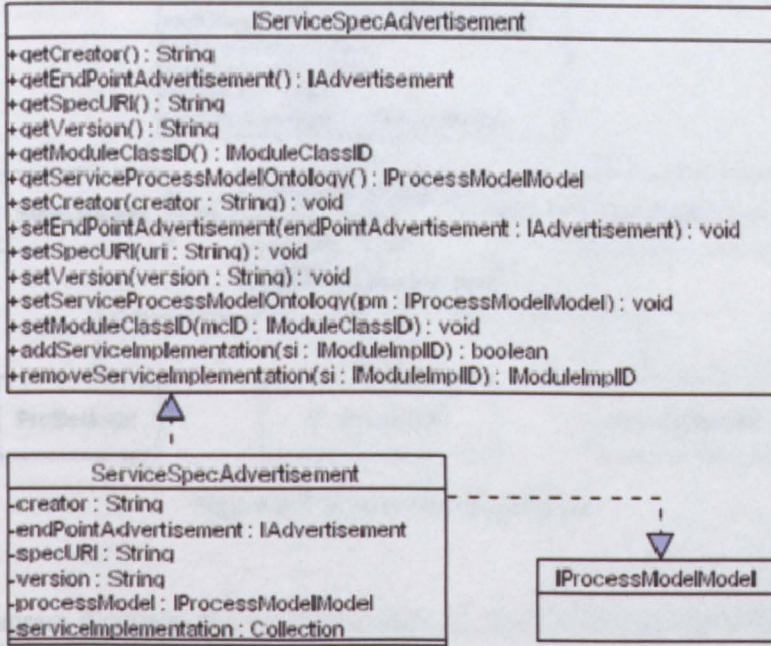 IServiceSpecAdvertisement
+getCreator() : String
+getEndPointAdvertisement() : IAdvertisement
+getSpecURI() : String
+getVersion() : String
+getModuleClassID() : IModuleClassID
+getServiceProcessModelOntology() : IProcessModelModel
+setCreator(creator : String) : void
+setEndPointAdvertisement(endPointAdvertisement : IAdvertisement) : void
+setSpecURI(uri : String) : void
+setVersion(version : String) : void
+setServiceProcessModelOntology(pm : IProcessModelModel) : void
+setModuleClassID(mcID : IModuleClassID) : void
+addServiceImplementation(si : IModuleImplID) : boolean
+removeServiceImplementation(si : IModuleImplID) : IModuleImplID
ServiceSpecAdvertisement
-creator : String
-endPointAdvertisement : IAdvertisement
-specURI : String
-version : String
-processModel : IProcessModelModel
-serviceImplementation : Collection
IProcessModelModel